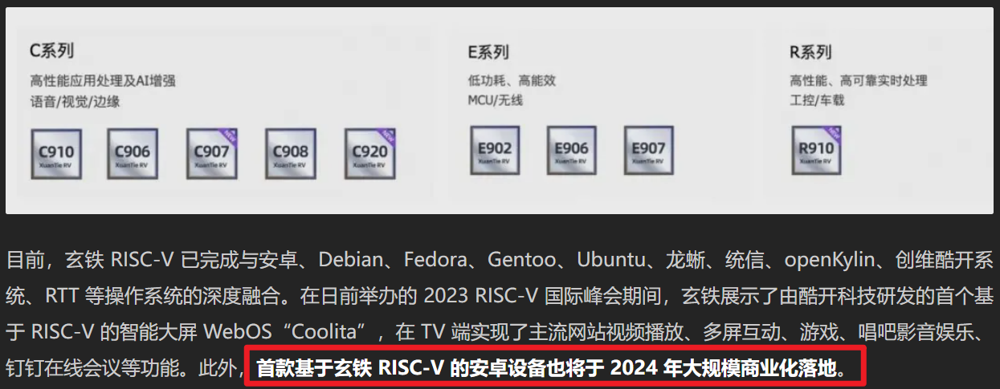 C系列
高性能应用处理及AI增强
语音/视觉/边缘
C910
XuanTie RV
C906
XuanTie RV
C907
XuanTie RV
NEW
C908
XuanTie RV
C920
XuanTie RV
NEW
E系列
低功耗、高能效
MCU/无线
E902
XuanTie RV
E906
XuanTie RV
E907
XuanTie RV
R系列
高性能、高可靠实时处理
工控/车载
R910
XuanTie RV
NEW
目前，玄铁 RISC-V 已完成与安卓、Debian、Fedora、Gentoo、Ubuntu、龙蜥、统信、openKylin、创维酷开系
统、RTT 等操作系统的深度融合。在日前举办的 2023 RISC-V 国际峰会期间，玄铁展示了由酷开科技研发的首个基
于 RISC-V 的智能大屏 WebOS“Coolita”，在 TV 端实现了主流网站视频播放、多屏互动、游戏、唱吧影音娱乐、
钉钉在线会议等功能。此外，首款基于玄铁 RISC-V 的安卓设备也将于 2024 年大规模商业化落地。